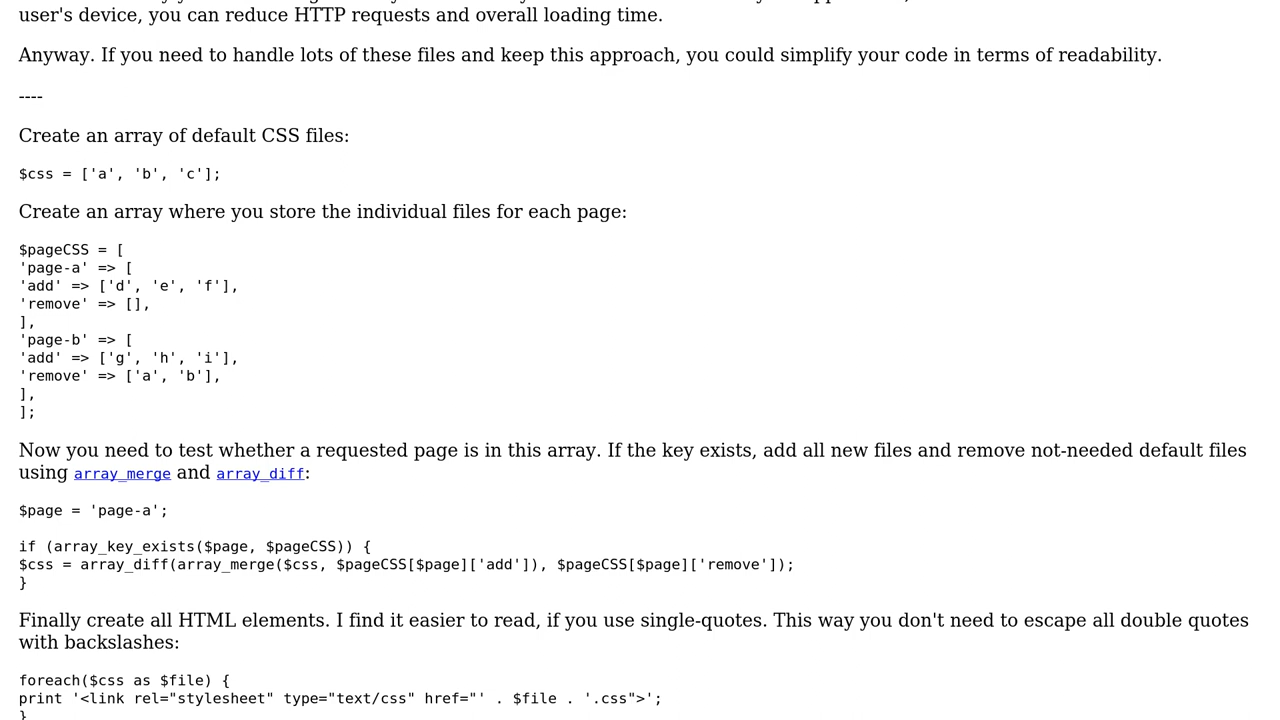 user's device, you can reduce HTTP requests and overall loading time.
Anyway. If you need to handle lots of these files and keep this approach, you could simplify your code in terms of readability.
----
Create an array of default CSS files:
$css = ['a', 'b', 'c'];
Create an array where you store the individual files for each page:
$pageCSS = [
'page-a' => [
'add' => ['d', 'e', 'f'],
'remove' => [],
],
'page-b' => [
'add' => ['g', 'h', 'i'],
'remove' => ['a', 'b'],
],
];
Now you need to test whether a requested page is in this array. If the key exists, add all new files and remove not-needed default files
using array_merge and array_diff:
$page = 'page-a';
if (array_key_exists($page, $pageCSS)) {
$css = array_diff(array_merge($css, $pageCSS[$page]['add']), $pageCSS[$page]['remove']);
}
Finally create all HTML elements. I find it easier to read, if you use single-quotes. This way you don't need to escape all double quotes
with backslashes:
foreach($css as $file) {
print '<link rel="stylesheet" type="text/css" href="' . $file . '.css">';
}